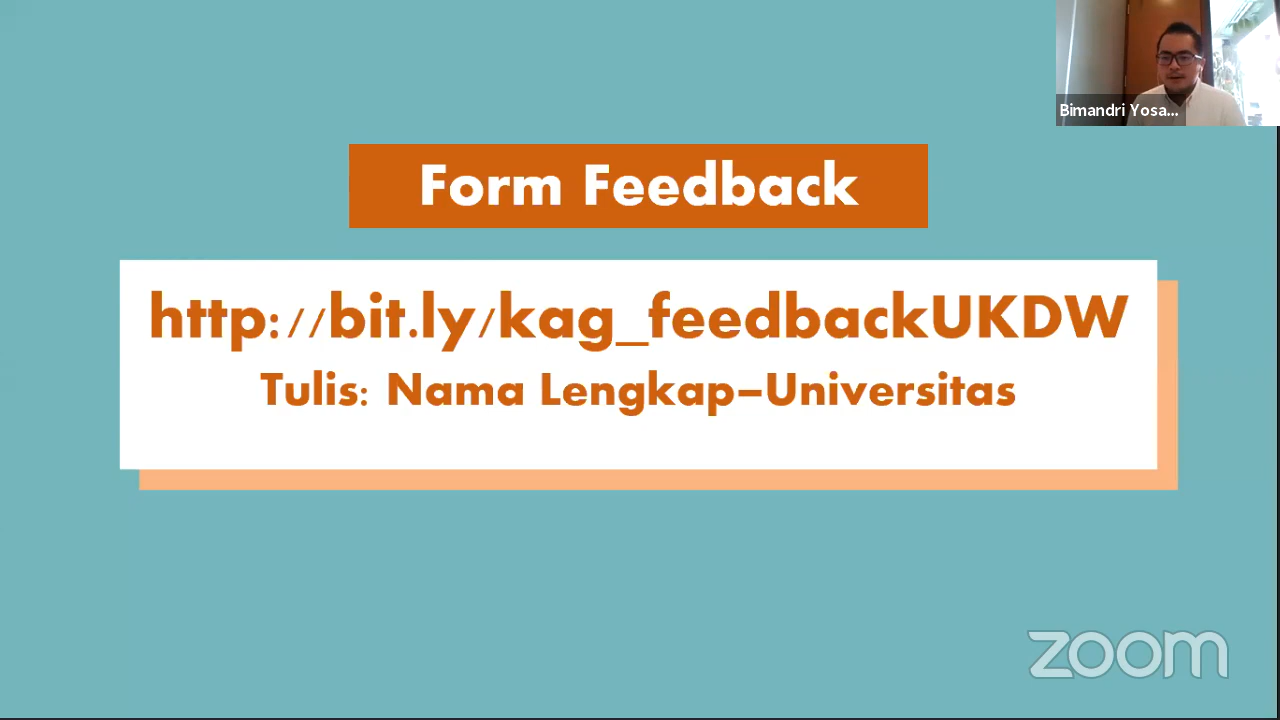 Bimandri Yosa...
Form Feedback
http://bit.ly/kag_feedbackUKDW
Tulis: Nama Lengkap–Universitas
zoom